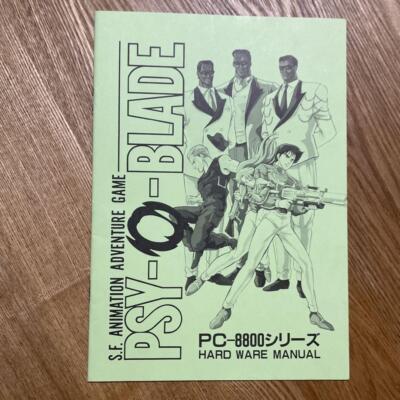 S.F. ANIMATION ADVENTURE GAME
PSY-O-BLADE
PC-8800シリーズ
HARD WARE MANUAL